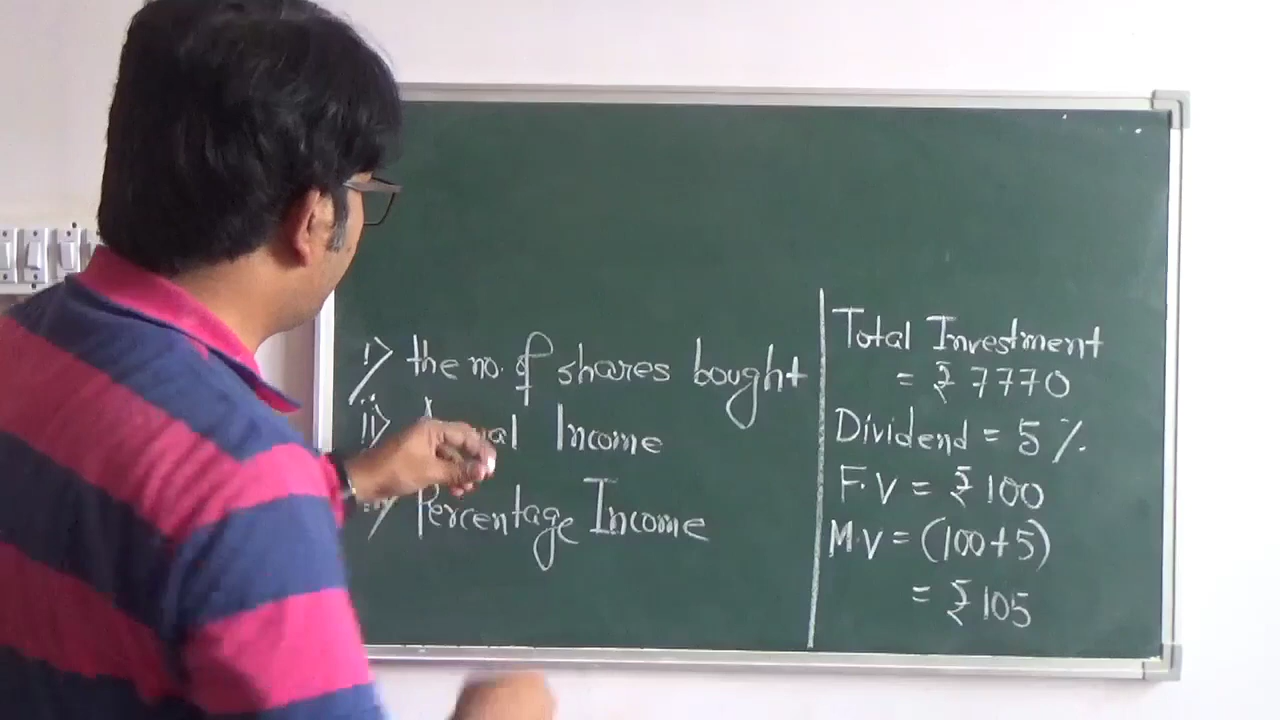 i> the no. of shares bought
ii> Income
Percentage Income
Total Investment
= ₹ 7770
Dividend = 5 %
F.V = ₹ 100
M.V = (100+5)
= ₹ 105